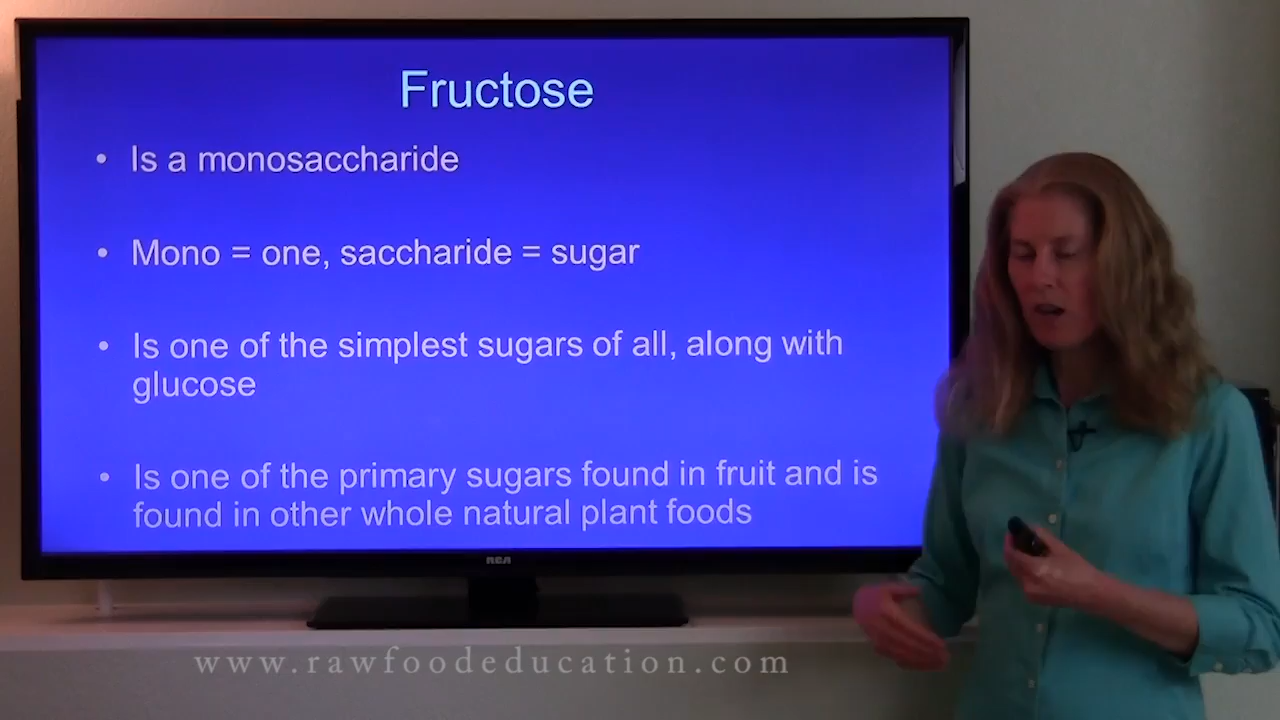 Fructose
• Is a monosaccharide
• Mono = one, saccharide = sugar
• Is one of the simplest sugars of all, along with
glucose
• Is one of the primary sugars found in fruit and is
found in other whole natural plant foods
RCA
www.rawfoodeducation.com